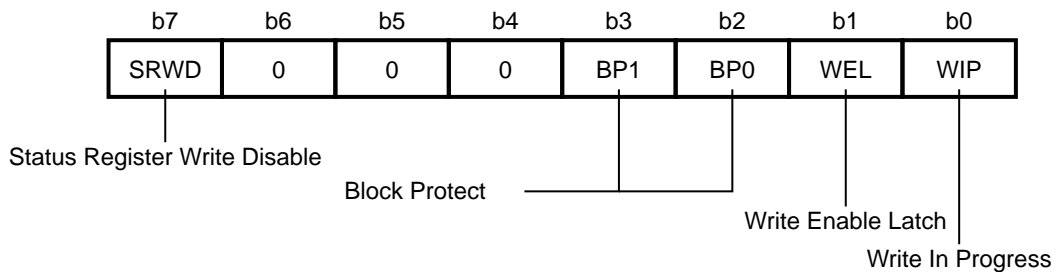 b7 b6 b5 b4 b3 b2 b1 b0
SRWD 0 0 0 BP1 BP0 WEL WIP
Status Register Write Disable
Block Protect
Write Enable Latch
Write In Progress